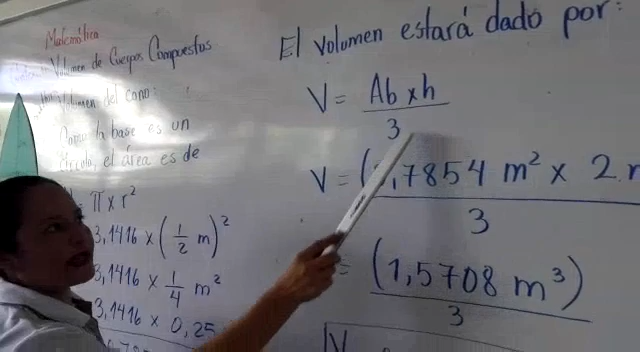 Matemática
Volumen de Cuerpos Compuestos
Volumen del cono:
Como la base es un
círculo, el área es de
π x r²
3,1416 x (1/2 m)²
3,1416 x 1/4 m²
3,1416 x 0,25
El volumen estará dado por:
V = Ab x h
3
V = ( ,7854 m² x 2
3
= (1,5708 m³)
3
V